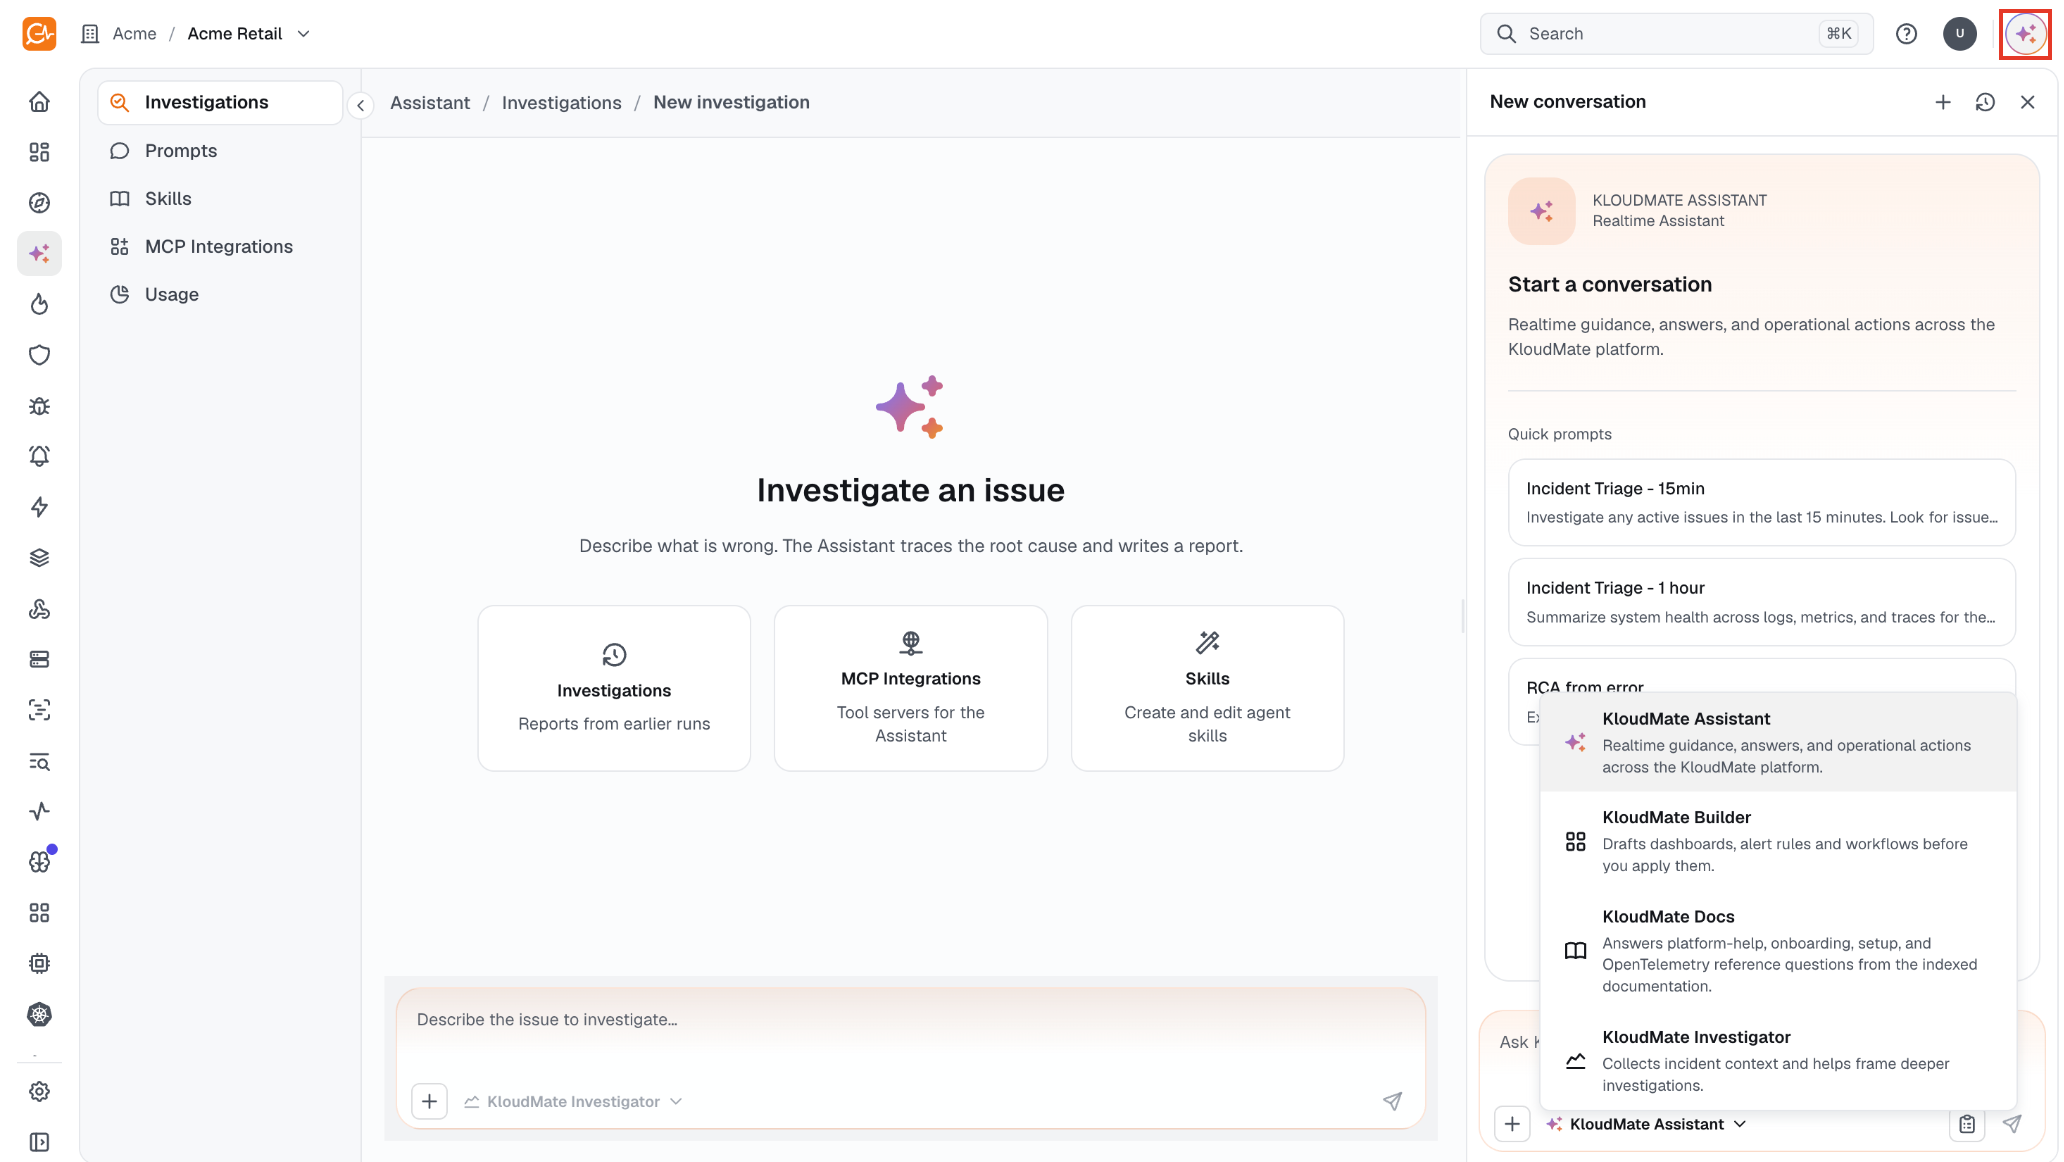 Acme / Acme Retail
Search
⌘K
U
Investigations
Prompts
Skills
MCP Integrations
Usage
Assistant / Investigations / New investigation
Investigate an issue
Describe what is wrong. The Assistant traces the root cause and writes a report.
Investigations
Reports from earlier runs
MCP Integrations
Tool servers for the
Assistant
Skills
Create and edit agent
skills
Describe the issue to investigate...
KloudMate Investigator
New conversation
KLOUDMATE ASSISTANT
Realtime Assistant
Start a conversation
Realtime guidance, answers, and operational actions across the
KloudMate platform.
Quick prompts
Incident Triage - 15min
Investigate any active issues in the last 15 minutes. Look for issue...
Incident Triage - 1 hour
Summarize system health across logs, metrics, and traces for the...
RCA from error
KloudMate Assistant
Realtime guidance, answers, and operational actions
across the KloudMate platform.
KloudMate Builder
Drafts dashboards, alert rules and workflows before
you apply them.
KloudMate Docs
Answers platform-help, onboarding, setup, and
OpenTelemetry reference questions from the indexed
documentation.
KloudMate Investigator
Collects incident context and helps frame deeper
investigations.
Ask
KloudMate Assistant